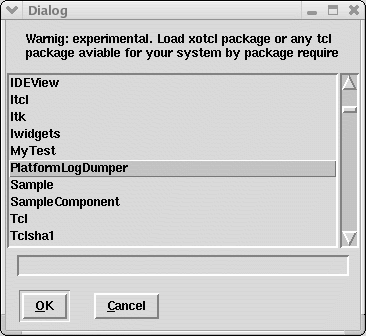 Dialog
Warnig: experimental. Load xotcl package or any tcl
package aviable for your system by package require
IDEView
Itcl
Itk
Iwidgets
MyTest
PlatformLogDumper
Sample
SampleComponent
Tcl
Tclsha1
OK
Cancel